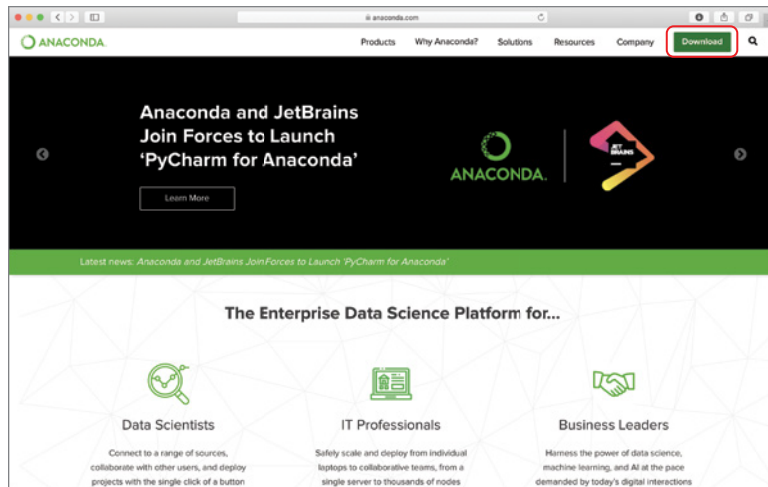 anaconda.com
ANACONDA.
Products Why Anaconda? Solutions Resources Company Download
Anaconda and JetBrains
Join Forces to Launch
‘PyCharm for Anaconda’
Learn More
ANACONDA.
JET
BRAINS
Latest news: Anaconda and JetBrains Join Forces to Launch 'PyCharm for Anaconda'
The Enterprise Data Science Platform for...
Data Scientists
Connect to a range of sources,
collaborate with other users, and deploy
projects with the single click of a button
IT Professionals
Safely scale and deploy from individual
laptops to collaborative teams, from a
single server to thousands of nodes
Business Leaders
Harness the power of data science,
machine learning, and AI at the pace
demanded by today's digital interactions